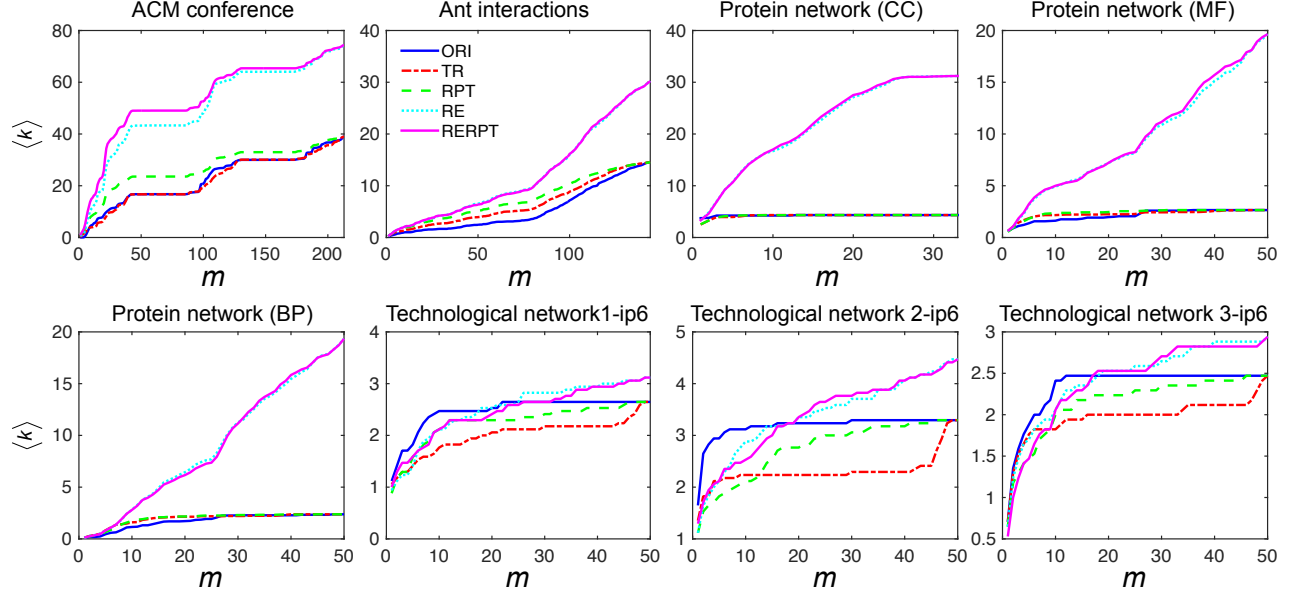 ACM conference
Ant interactions
Protein network (CC)
Protein network (MF)
80
60
40
20
0
⟨k⟩
0 50 100 150 200
m
40
30
20
10
0
ORI
TR
RPT
RE
RERPT
0 50 100
m
40
30
20
10
0
0 10 20 30
m
20
15
10
5
0
0 10 20 30 40 50
m
Protein network (BP)
Technological network1-ip6
Technological network 2-ip6
Technological network 3-ip6
20
15
10
5
0
⟨k⟩
0 10 20 30 40 50
m
4
3
2
1
0
0 10 20 30 40 50
m
5
4
3
2
1
0 10 20 30 40 50
m
3
2.5
2
1.5
1
0.5
0 10 20 30 40 50
m